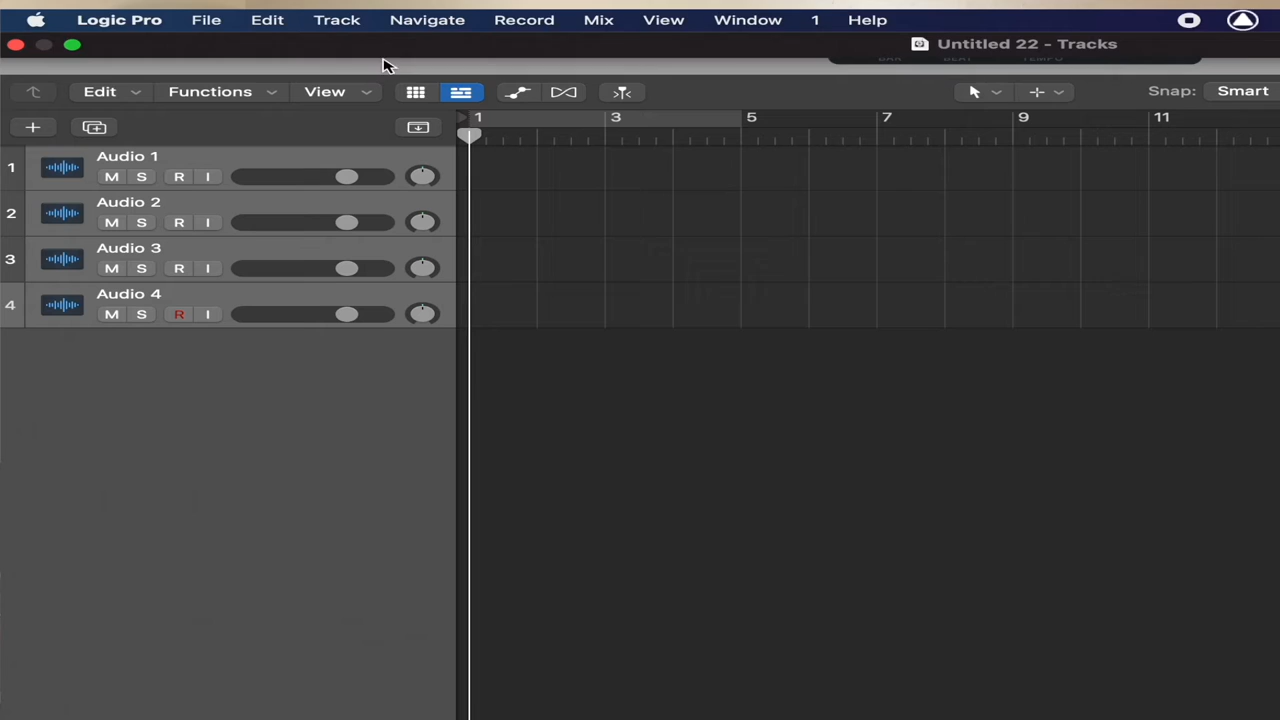 Logic Pro File Edit Track Navigate Record Mix View Window 1 Help
Untitled 22 - Tracks
Edit Functions View Snap: Smart
1 3 5 7 9 11
1 Audio 1
M S R I
2 Audio 2
M S R I
3 Audio 3
M S R I
4 Audio 4
M S R I